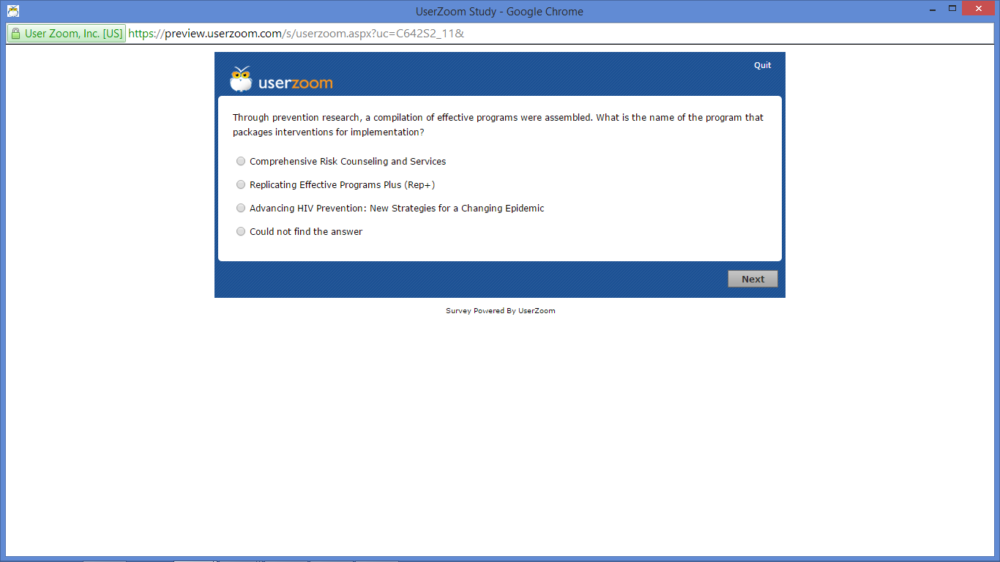 UserZoom Study - Google Chrome
User Zoom, Inc. [US] https://preview.userzoom.com/s/userzoom.aspx?uc=C642S2_11&
Quit
userzoom
Through prevention research, a compilation of effective programs were assembled. What is the name of the program that
packages interventions for implementation?
Comprehensive Risk Counseling and Services
Replicating Effective Programs Plus (Rep+)
Advancing HIV Prevention: New Strategies for a Changing Epidemic
Could not find the answer
Next
Survey Powered By UserZoom